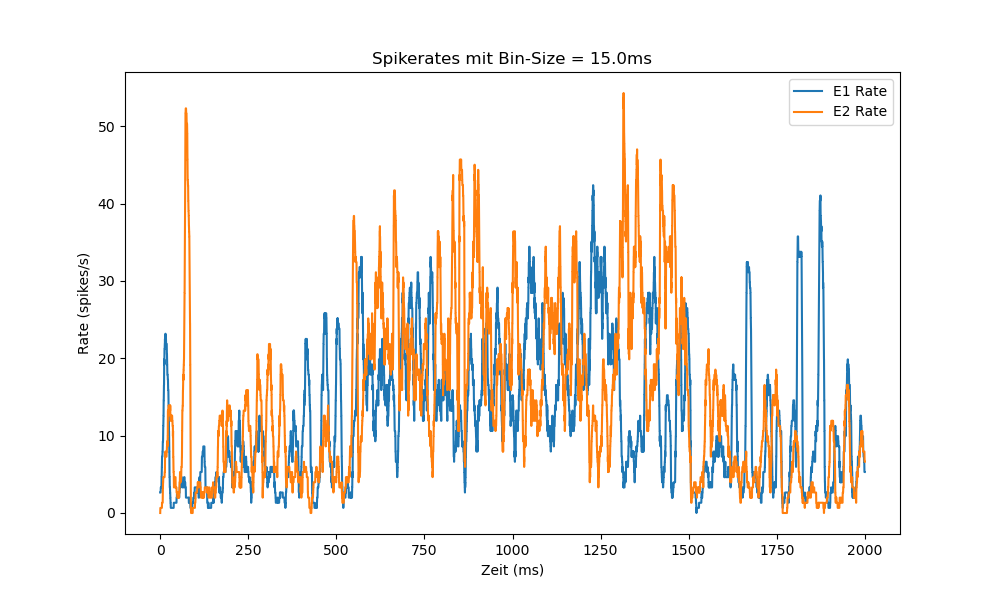 Spikerates mit Bin-Size = 15.0ms
E1 Rate
E2 Rate
Rate (spikes/s)
50
40
30
20
10
0
0 250 500 750 1000 1250 1500 1750 2000
Zeit (ms)